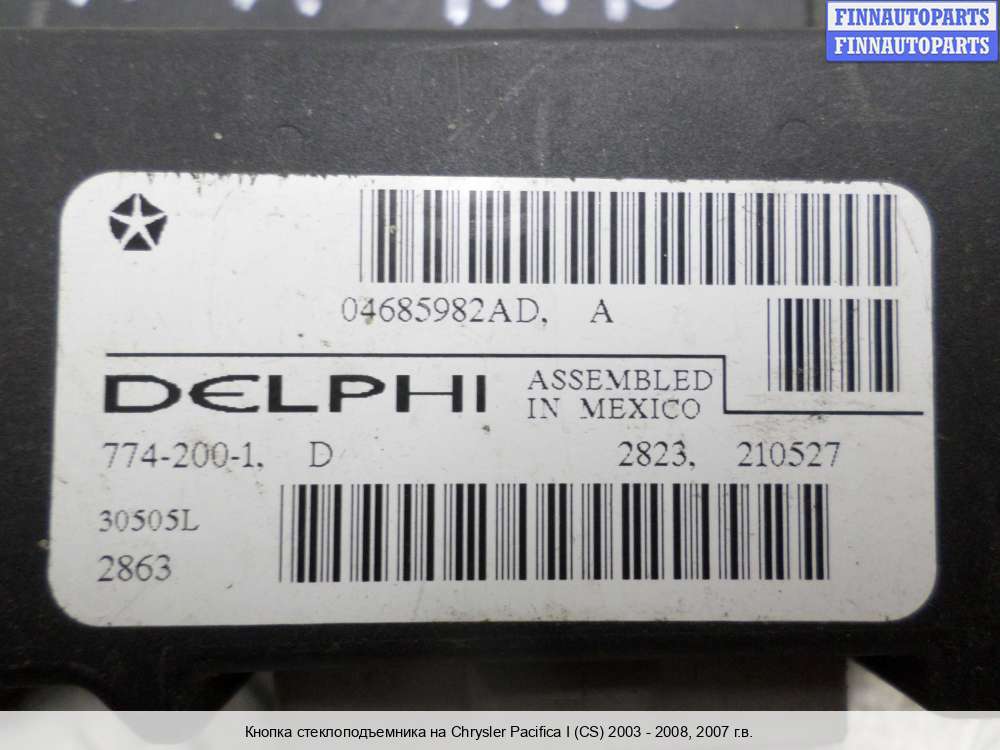 FINNAUTOPARTS
FINNAUTOPARTS
04685982AD, A
DELPHI
ASSEMBLED
IN MEXICO
774-200-1, D 2823, 210527
30505L
2863
Кнопка стеклоподъемника на Chrysler Pacifica I (CS) 2003 - 2008, 2007 г.в.